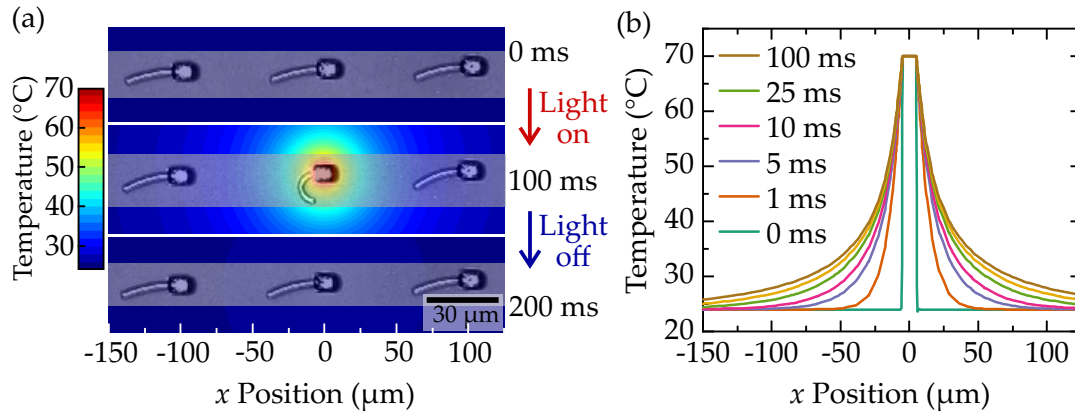 (a)
Temperature (°C)
70
60
50
40
30
0 ms
Light
on
100 ms
Light
off
200 ms
30 µm
-150 -100 -50 0 50 100
x Position (µm)
(b)
Temperature (°C)
70
60
50
40
30
20
100 ms
25 ms
10 ms
5 ms
1 ms
0 ms
-150 -100 -50 0 50 100
x Position (µm)